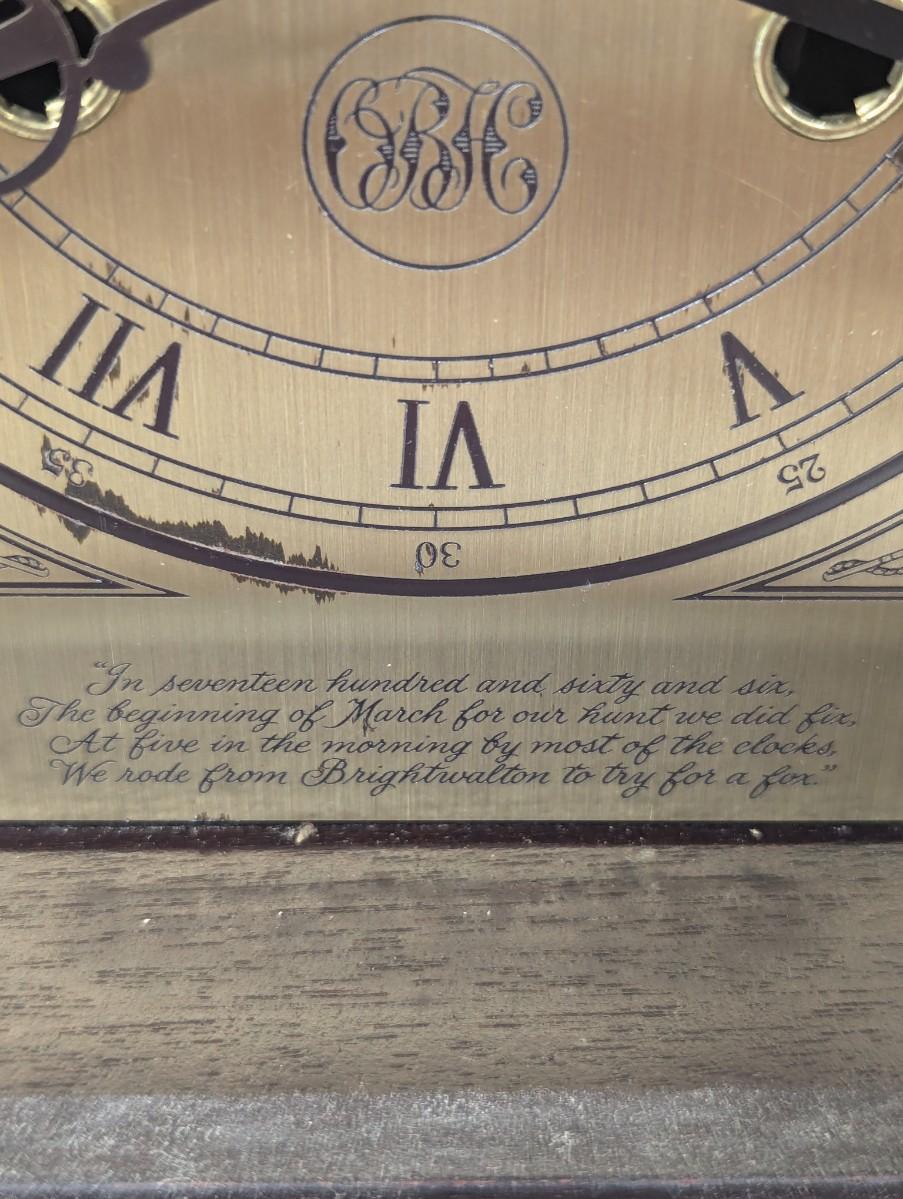 VII
VI
V
35
30
25
“In seventeen hundred and sixty and six,
The beginning of March for our hunt we did fix,
At five in the morning by most of the clocks,
We rode from Brightwalton to try for a fox.”